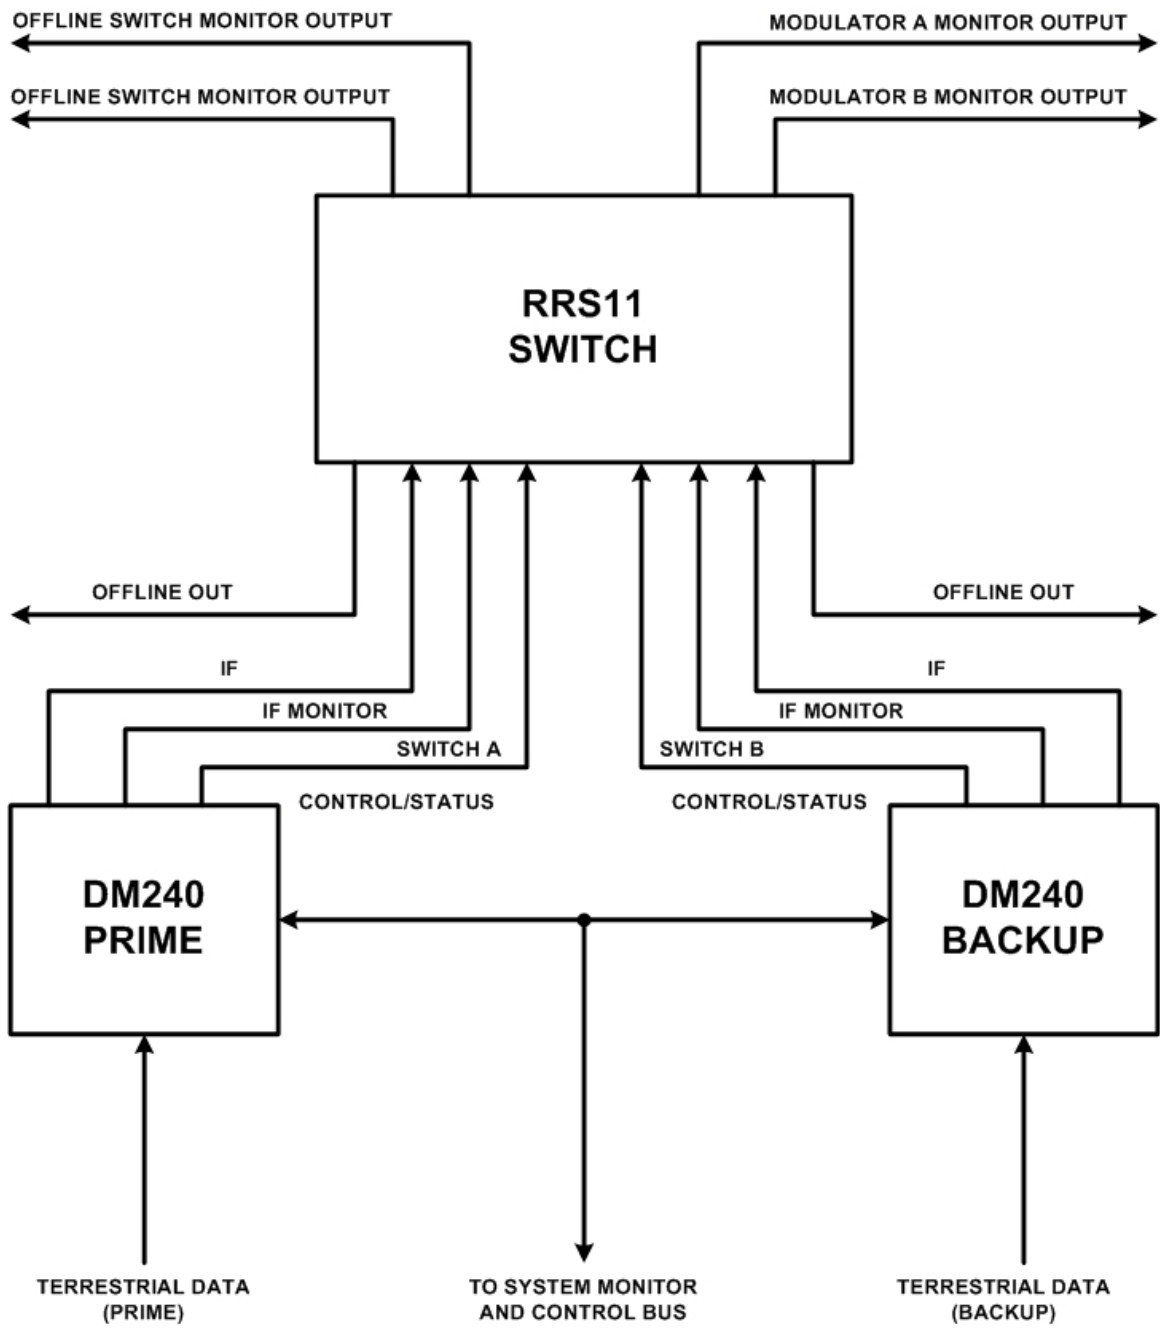 OFFLINE SWITCH MONITOR OUTPUT
MODULATOR A MONITOR OUTPUT
OFFLINE SWITCH MONITOR OUTPUT
MODULATOR B MONITOR OUTPUT
RRS11
SWITCH
OFFLINE OUT
OFFLINE OUT
IF
IF
IF MONITOR
IF MONITOR
SWITCH A
SWITCH B
CONTROL/STATUS
CONTROL/STATUS
DM240
PRIME
DM240
BACKUP
TERRESTRIAL DATA
(PRIME)
TO SYSTEM MONITOR
AND CONTROL BUS
TERRESTRIAL DATA
(BACKUP)